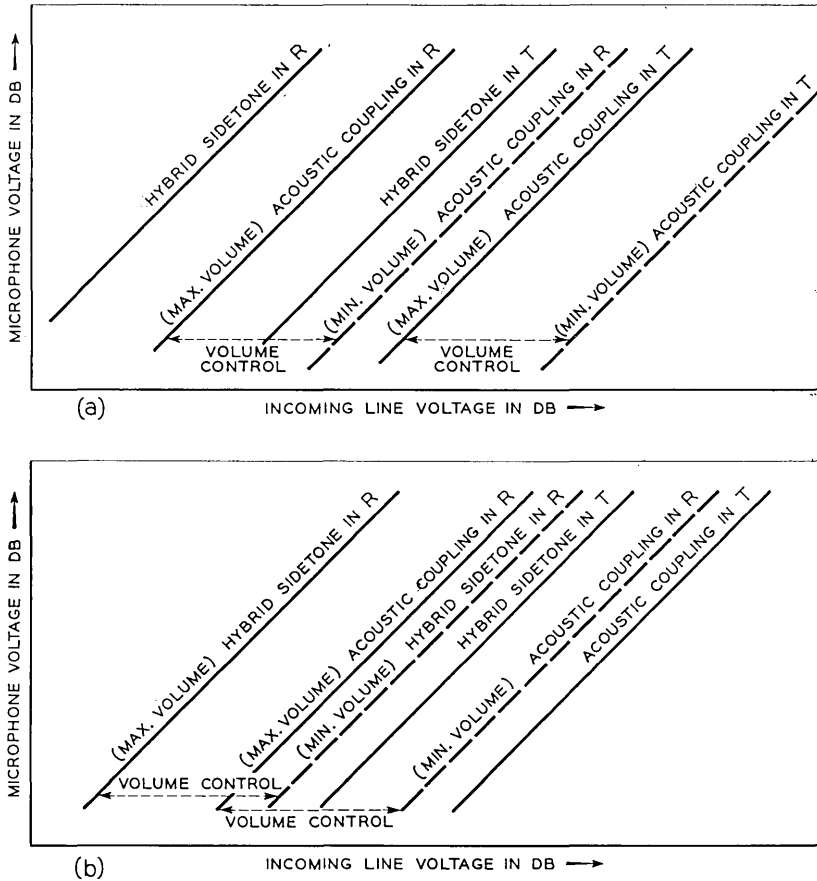 MICROPHONE VOLTAGE IN DB
HYBRID SIDETONE IN R
(MAX. VOLUME) ACOUSTIC COUPLING IN R
HYBRID SIDETONE IN T
(MIN. VOLUME) ACOUSTIC COUPLING IN R
(MAX. VOLUME) ACOUSTIC COUPLING IN T
(MIN. VOLUME) ACOUSTIC COUPLING IN T
VOLUME
CONTROL
VOLUME
CONTROL
(a)
INCOMING LINE VOLTAGE IN DB
MICROPHONE VOLTAGE IN DB
(MAX. VOLUME) HYBRID SIDETONE IN R
(MAX. VOLUME) ACOUSTIC COUPLING IN R
(MIN. VOLUME) HYBRID SIDETONE IN R
HYBRID SIDETONE IN T
(MIN. VOLUME) ACOUSTIC COUPLING IN R
ACOUSTIC COUPLING IN T
VOLUME CONTROL
VOLUME CONTROL
(b)
INCOMING LINE VOLTAGE IN DB